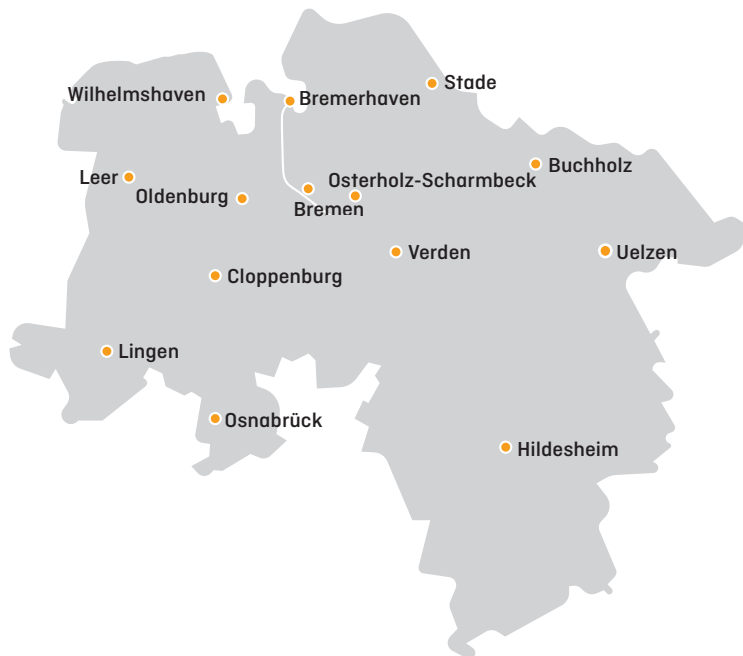 Stade
Wilhelmshaven
Bremerhaven
Buchholz
Leer
Osterholz-Scharmbeck
Oldenburg
Bremen
Verden
Uelzen
Cloppenburg
Lingen
Osnabrück
Hildesheim